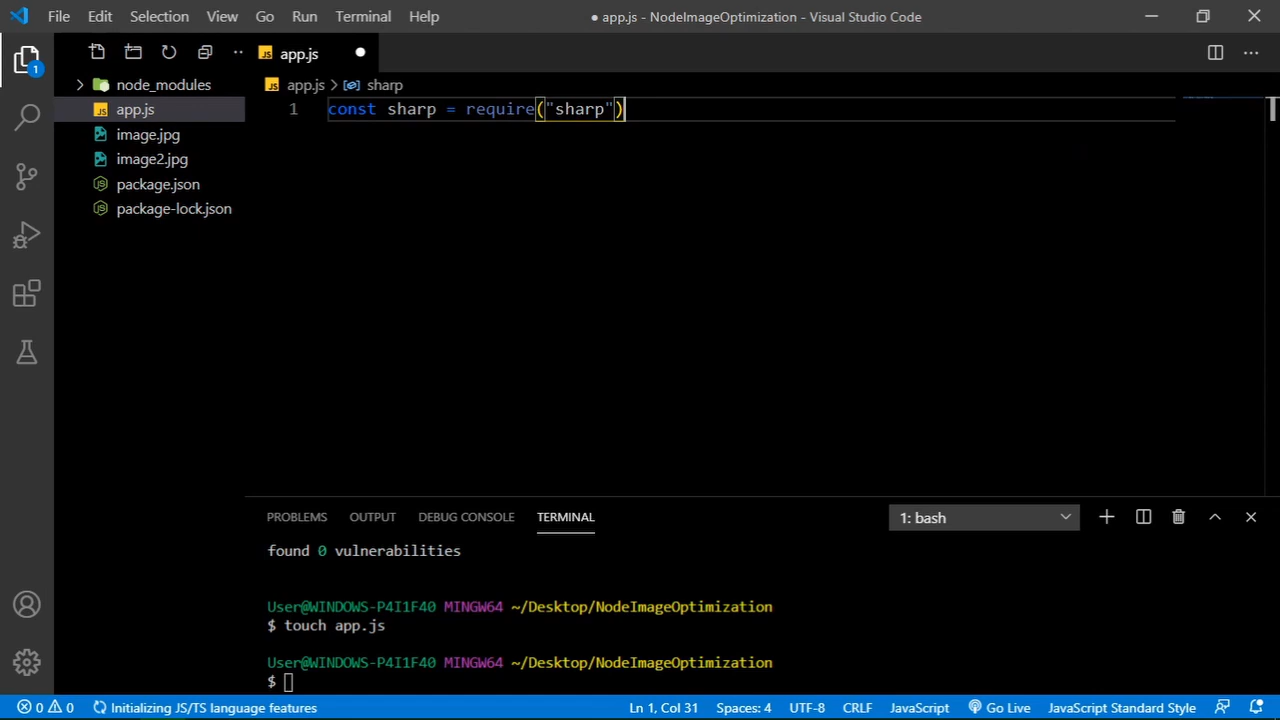 File Edit Selection View Go Run Terminal Help
● app.js - NodeImageOptimization - Visual Studio Code
1
node_modules
app.js
image.jpg
image2.jpg
package.json
package-lock.json
JS app.js
JS app.js > sharp
1 const sharp = require("sharp")
PROBLEMS OUTPUT DEBUG CONSOLE TERMINAL
1: bash
found 0 vulnerabilities
User@WINDOWS-P4I1F40 MINGW64 ~/Desktop/NodeImageOptimization
$ touch app.js
User@WINDOWS-P4I1F40 MINGW64 ~/Desktop/NodeImageOptimization
$
0 0 Initializing JS/TS language features Ln 1, Col 31 Spaces: 4 UTF-8 CRLF JavaScript Go Live JavaScript Standard Style